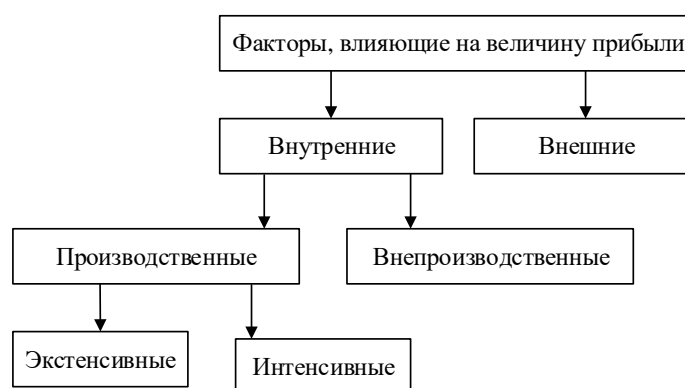 Факторы, влияющие на величину прибыли
Внутренние
Внешние
Производственные
Внепроизводственные
Экстенсивные
Интенсивные